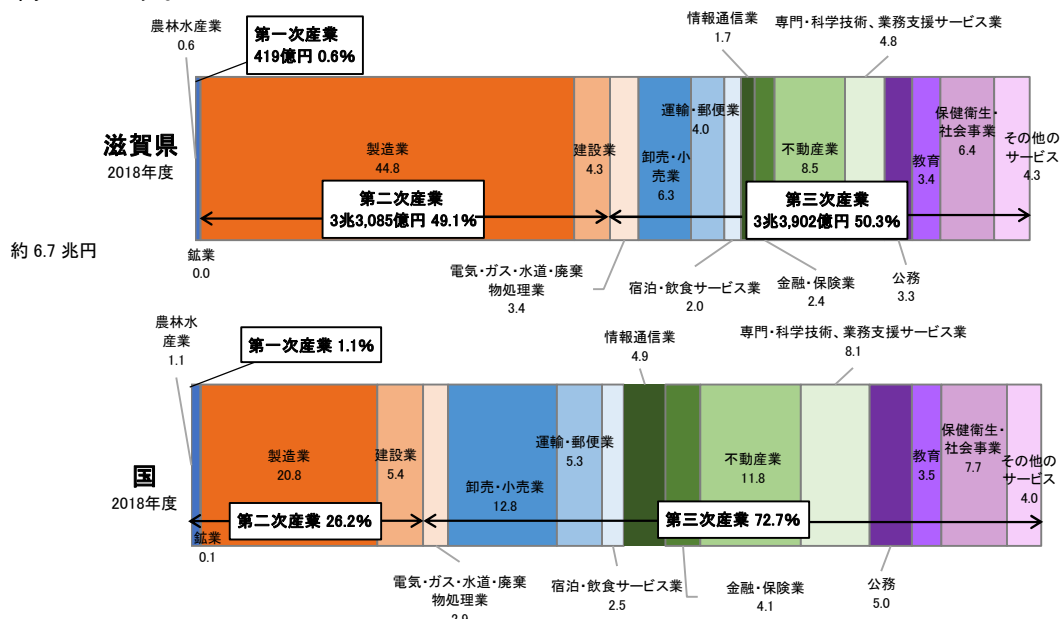 農林水産業
0.6
第一次産業
419億円 0.6%
情報通信業
1.7
専門・科学技術、業務支援サービス業
4.8
滋賀県
2018年度
製造業
44.8
建設業
4.3
卸売・小
売業
6.3
運輸・郵便業
4.0
不動産業
8.5
教育
3.4
保健衛生・
社会事業
6.4
その他の
サービス
4.3
第二次産業
3兆3,085億円 49.1%
第三次産業
3兆3,902億円 50.3%
約 6.7 兆円
鉱業
0.0
電気・ガス・水道・廃棄
物処理業
3.4
宿泊・飲食サービス業
2.0
金融・保険業
2.4
公務
3.3
農林水
産業
1.1
第一次産業 1.1%
情報通信業
4.9
専門・科学技術、業務支援サービス業
8.1
国
2018年度
製造業
20.8
建設業
5.4
卸売・小売業
12.8
運輸・郵便業
5.3
不動産業
11.8
教育
3.5
保健衛生・
社会事業
7.7
その他の
サービス
4.0
第二次産業 26.2%
第三次産業 72.7%
鉱業
0.1
電気・ガス・水道・廃棄
物処理業
2.9
宿泊・飲食サービス業
2.5
金融・保険業
4.1
公務
5.0